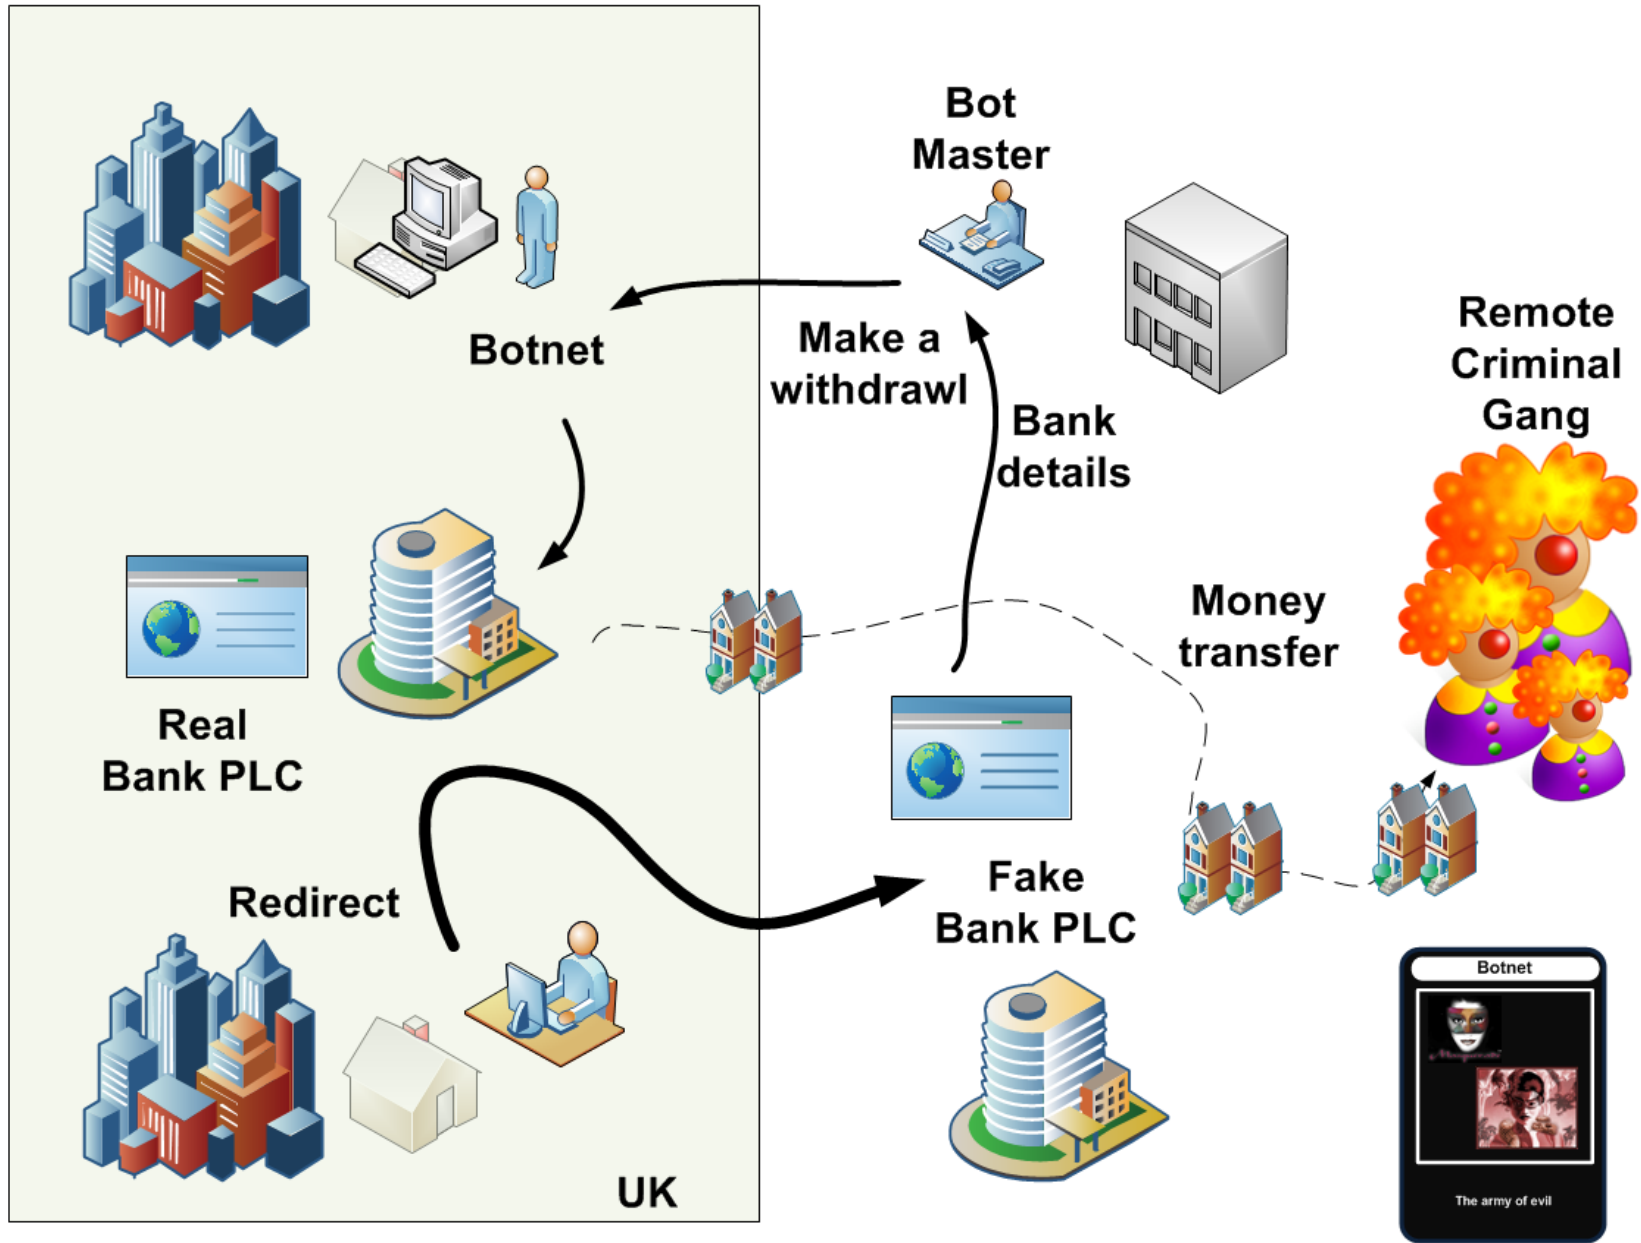 Bot
Master
Botnet
Make a
withdrawl
Bank
details
Remote
Criminal
Gang
Real
Bank PLC
Money
transfer
Redirect
Fake
Bank PLC
UK
Botnet
The army of evil